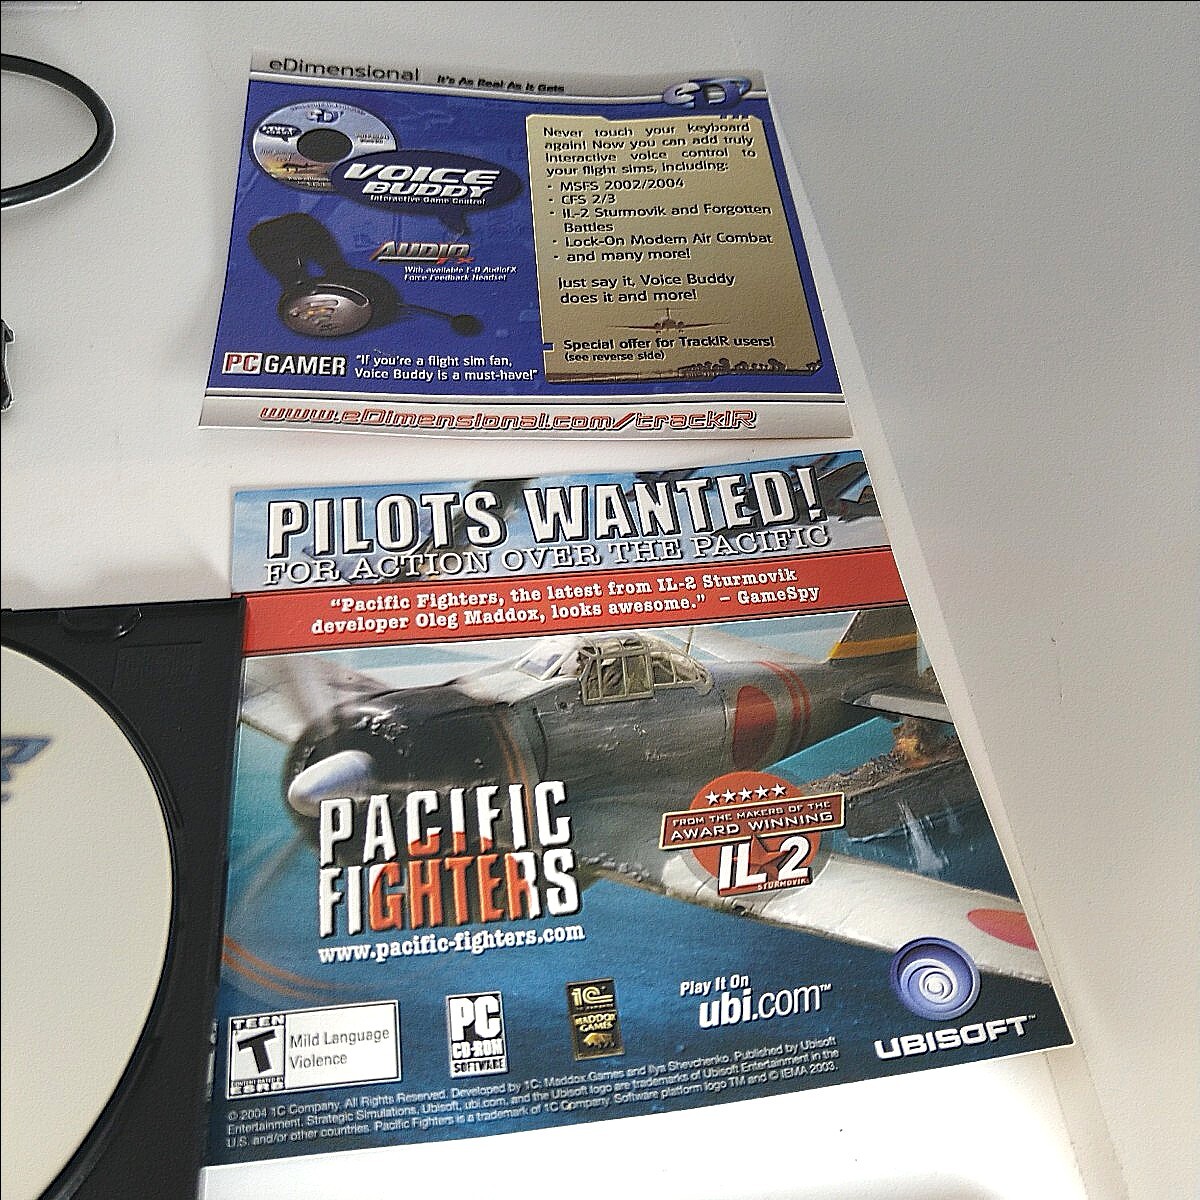 eDimensional It's As Real As It Gets
VOICE
BUDDY
Interactive Game Control
AUDIO FX
With available E-D AudioFX
Force Feedback Headset
PC GAMER
"If you're a flight sim fan,
Voice Buddy is a must-have!"
Never touch your keyboard
again! Now you can add truly
interactive voice control to
your flight sims, including:
· MSFS 2002/2004
· CFS 2/3
· IL-2 Sturmovik and Forgotten
Battles
· Lock-On Modern Air Combat
· and many more!
Just say it, Voice Buddy
does it and more!
Special offer for TrackIR users!
(see reverse side)
www.eDimensional.com/trackIR
PILOTS WANTED!
FOR ACTION OVER THE PACIFIC
"Pacific Fighters, the latest from IL-2 Sturmovik
developer Oleg Maddox, looks awesome." – GameSpy
PACIFIC
FIGHTERS
www.pacific-fighters.com
FROM THE MAKERS OF THE
AWARD WINNING
IL 2
STURMOVIK
TEEN
T
CONTENT RATED BY
ESRB
Mild Language
Violence
PC
CD-ROM
SOFTWARE
1C
MADDOX
GAMES
Play It On
ubi.com™
UBISOFT™
© 2004 1C Company. All Rights Reserved. Developed by 1C: Maddox Games and Ilya Shevchenko. Published by Ubisoft
Entertainment. Strategic Simulations, Ubisoft, ubi.com, and the Ubisoft logo are trademarks of Ubisoft Entertainment in the
U.S. and/or other countries. Pacific Fighters is a trademark of 1C Company. Software platform logo TM and © IEMA 2003.